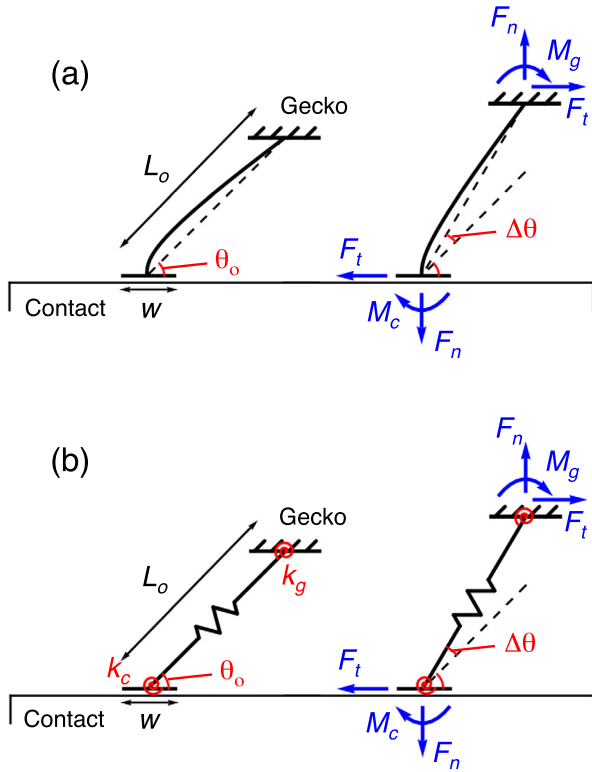 (a)
F_n
M_g
Gecko
F_t
L_o
Δθ
θ_o
F_t
Contact
w
M_c
F_n
(b)
F_n
M_g
Gecko
F_t
L_o
k_g
k_c
θ_o
F_t
Δθ
Contact
w
M_c
F_n